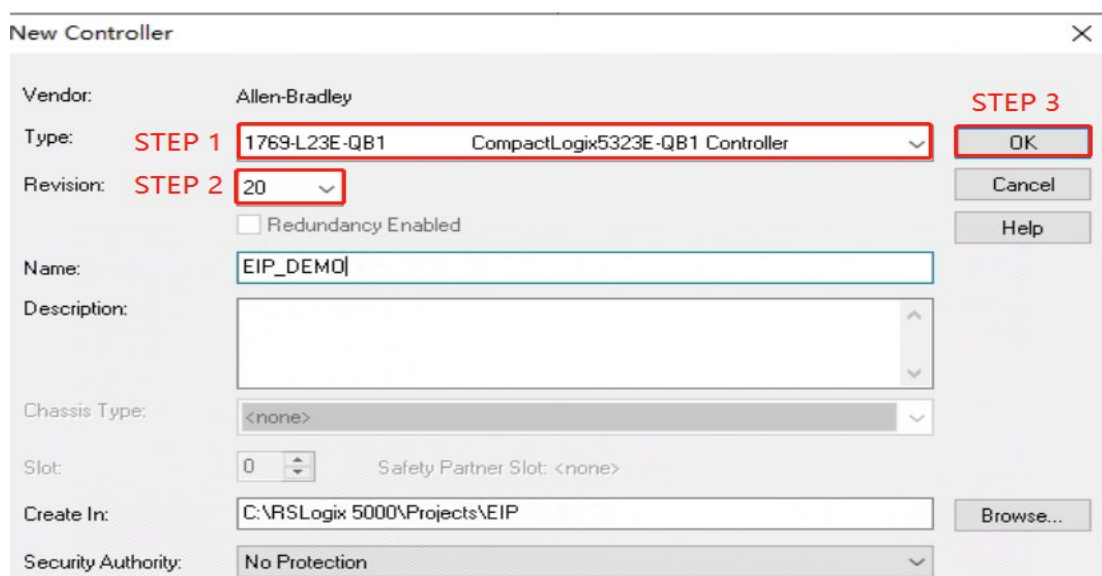 New Controller
Vendor: Allen-Bradley
STEP 3
Type: STEP 1 1769-L23E-QB1 CompactLogix5323E-QB1 Controller OK
Revision: STEP 2 20 Cancel
Redundancy Enabled Help
Name: EIP_DEMO
Description:
Chassis Type: <none>
Slot: 0 Safety Partner Slot: <none>
Create In: C:\RSLogix 5000\Projects\EIP Browse...
Security Authority: No Protection